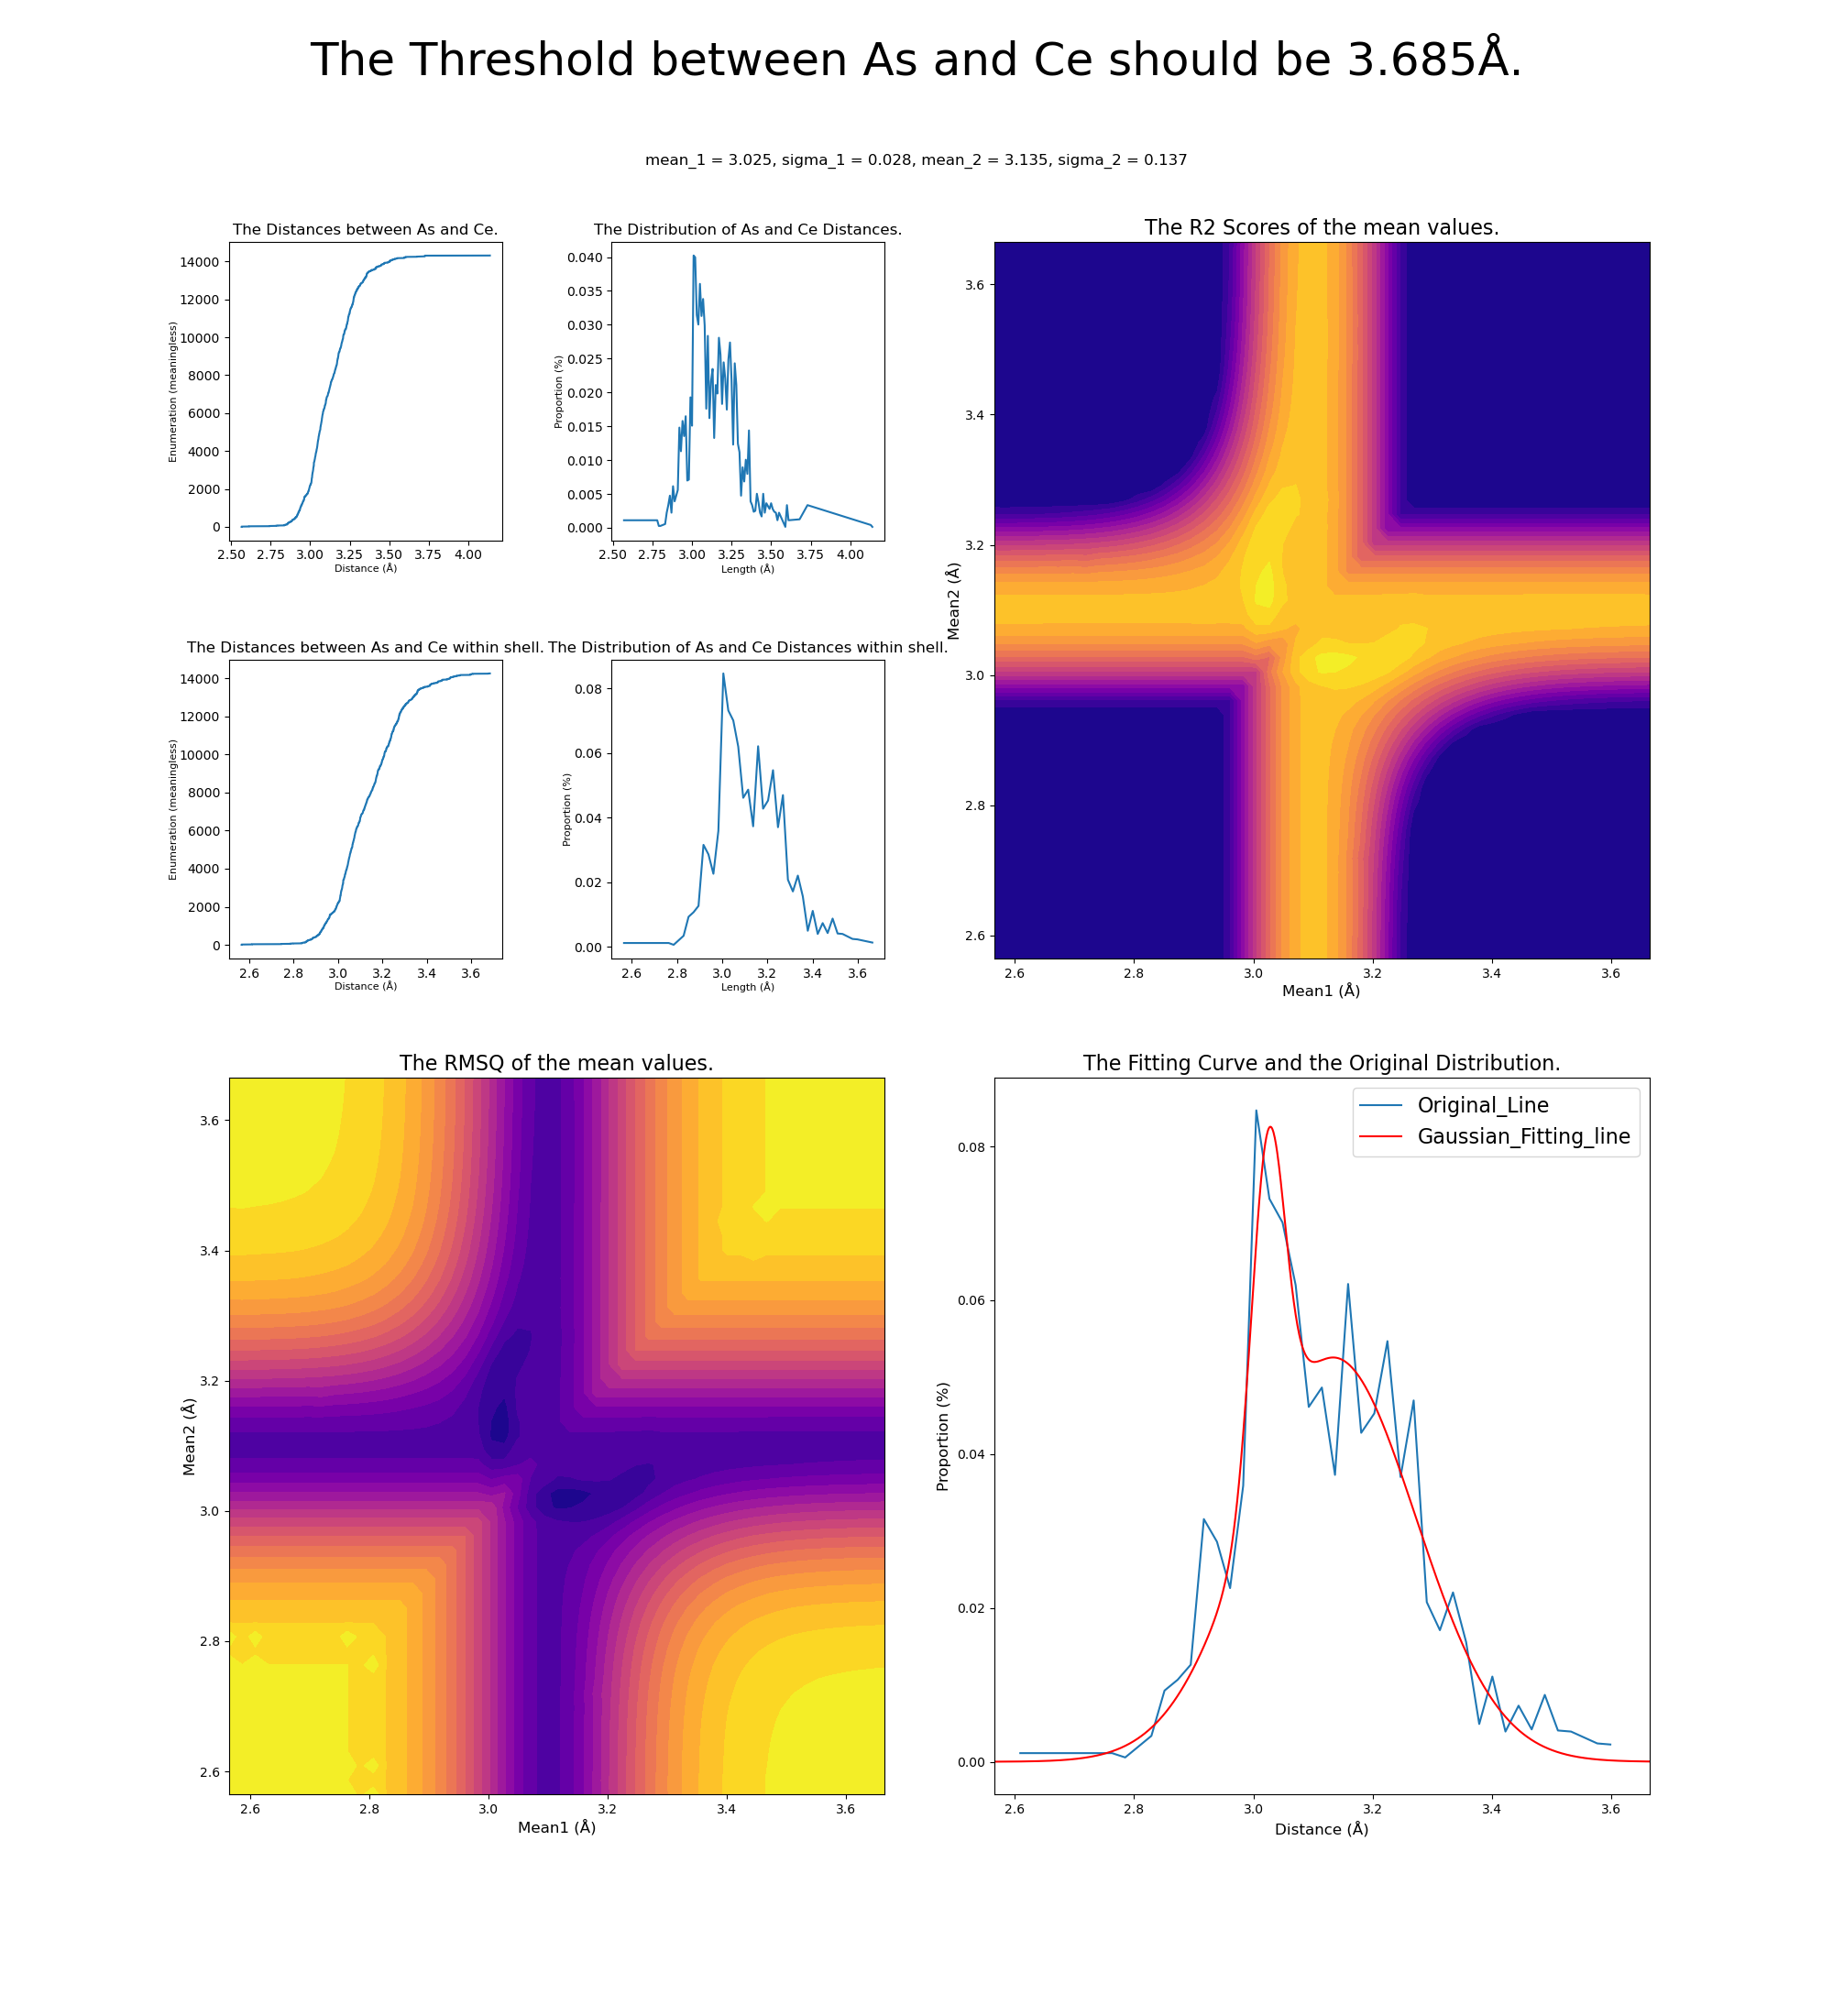 The Threshold between As and Ce should be 3.685Å.
mean_1 = 3.025, sigma_1 = 0.028, mean_2 = 3.135, sigma_2 = 0.137
The Distances between As and Ce.
14000
12000
10000
8000
6000
4000
2000
0
Enumeration (meaningless)
2.50 2.75 3.00 3.25 3.50 3.75 4.00
Distance (Å)
The Distribution of As and Ce Distances.
0.040
0.035
0.030
0.025
0.020
0.015
0.010
0.005
0.000
Proportion (%)
2.50 2.75 3.00 3.25 3.50 3.75 4.00
Length (Å)
The R2 Scores of the mean values.
3.6
3.4
3.2
3.0
2.8
2.6
Mean2 (Å)
2.6 2.8 3.0 3.2 3.4 3.6
Mean1 (Å)
The Distances between As and Ce within shell.
14000
12000
10000
8000
6000
4000
2000
0
Enumeration (meaningless)
2.6 2.8 3.0 3.2 3.4 3.6
Distance (Å)
The Distribution of As and Ce Distances within shell.
0.08
0.06
0.04
0.02
0.00
Proportion (%)
2.6 2.8 3.0 3.2 3.4 3.6
Length (Å)
The RMSQ of the mean values.
3.6
3.4
3.2
3.0
2.8
2.6
Mean2 (Å)
2.6 2.8 3.0 3.2 3.4 3.6
Mean1 (Å)
The Fitting Curve and the Original Distribution.
Original_Line
Gaussian_Fitting_line
0.08
0.06
0.04
0.02
0.00
Proportion (%)
2.6 2.8 3.0 3.2 3.4 3.6
Distance (Å)